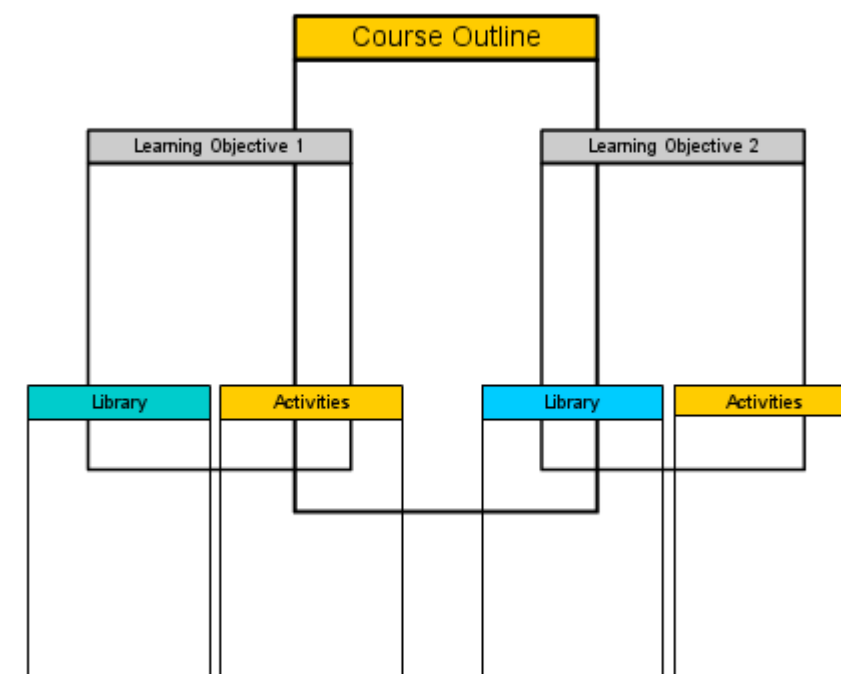 Course Outline
Learning Objective 1
Learning Objective 2
Library
Activities
Library
Activities